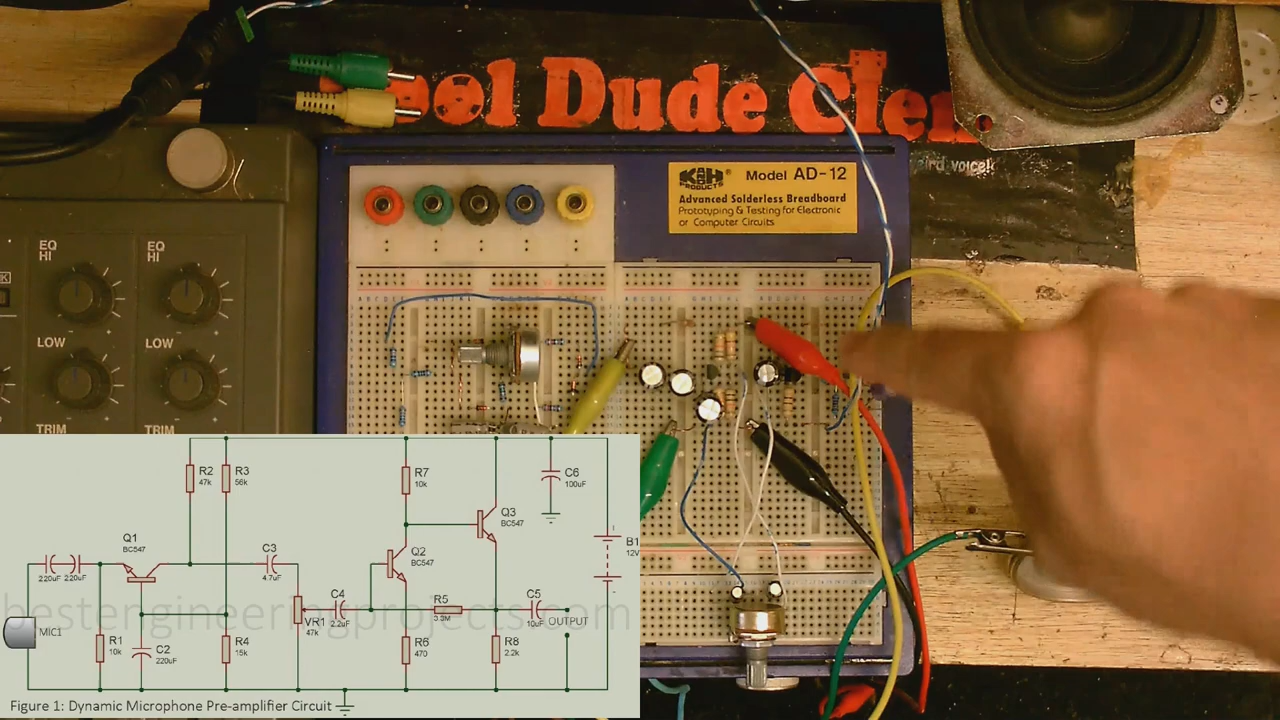 ol Dude Cle
eird voice!
K&H
PRODUCTS
® Model AD-12
Advanced Solderless Breadboard
Prototyping & Testing for Electronic
or Computer Circuits
EQ
HI
EQ
HI
LOW
LOW
TRIM
TRIM
R2
47k
R3
56k
R7
10k
C6
100uF
Q3
BC547
Q1
BC547
Q2
BC547
B1
12V
220uF
220uF
C3
4.7uF
C4
2.2uF
R5
3.3M
C5
10uF
OUTPUT
bestengineeringprojects.com
MIC1
VR1
47k
R1
10k
C2
220uF
R4
15k
R6
470
R8
2.2k
Figure 1: Dynamic Microphone Pre-amplifier Circuit